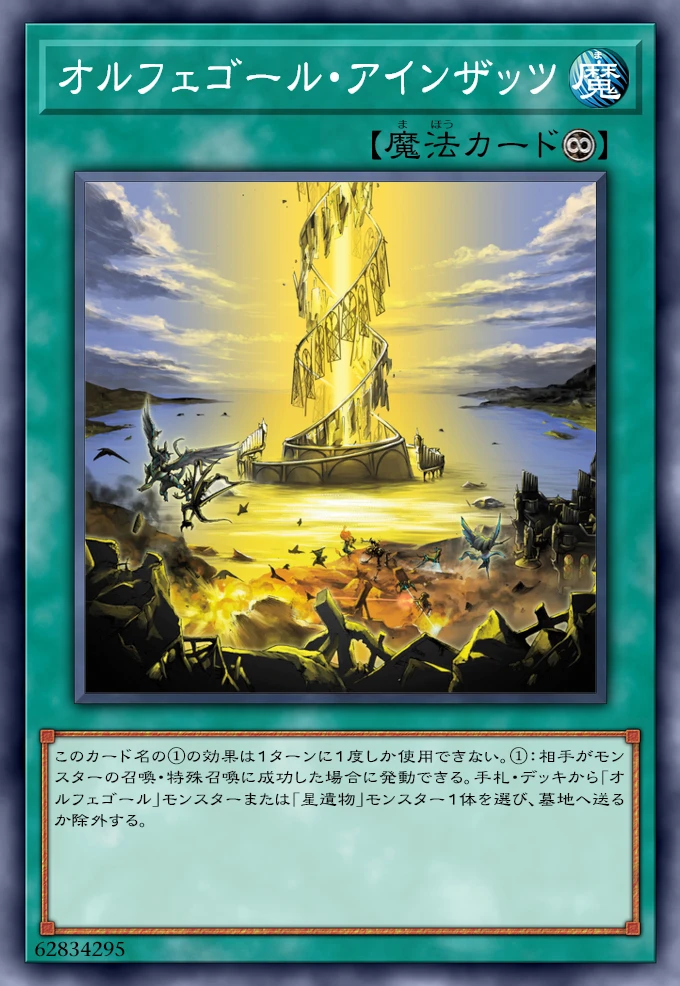 オルフェゴール・アインザッツ 魔
ま
まほう
【魔法カード♾】
このカード名の①の効果は1ターンに1度しか使用できない。①:相手がモン
スターの召喚・特殊召喚に成功した場合に発動できる。手札・デッキから「オ
ルフェゴール」モンスターまたは「星遺物」モンスター1体を選び、墓地へ送る
か除外する。
62834295